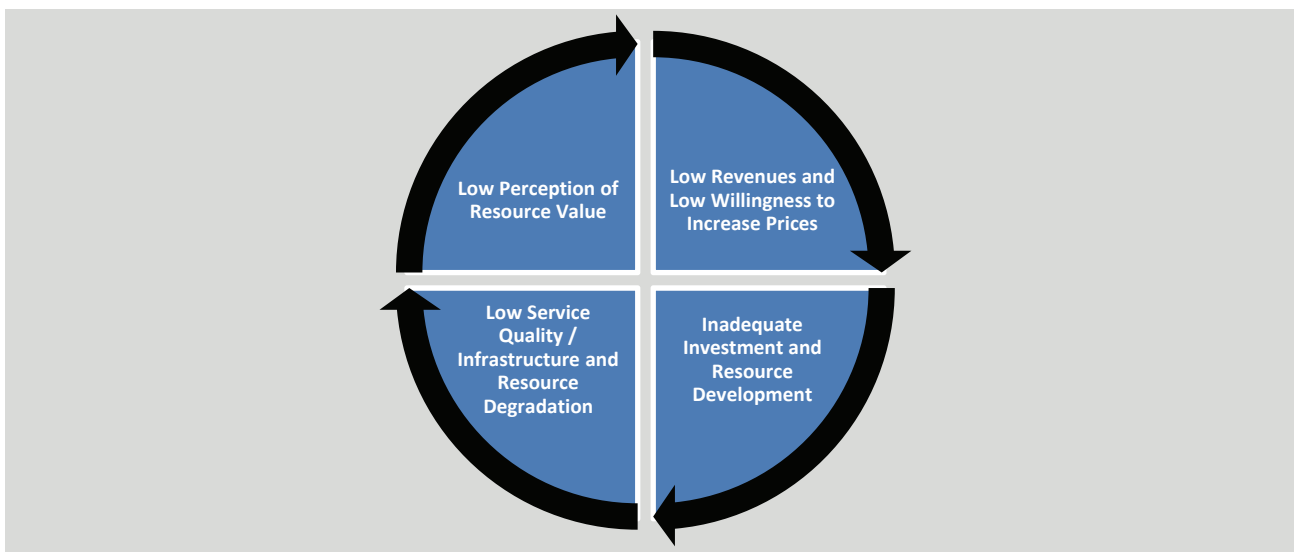 Low Perception of
Resource Value
Low Revenues and
Low Willingness to
Increase Prices
Low Service
Quality /
Infrastructure and
Resource
Degradation
Inadequate
Investment and
Resource
Development